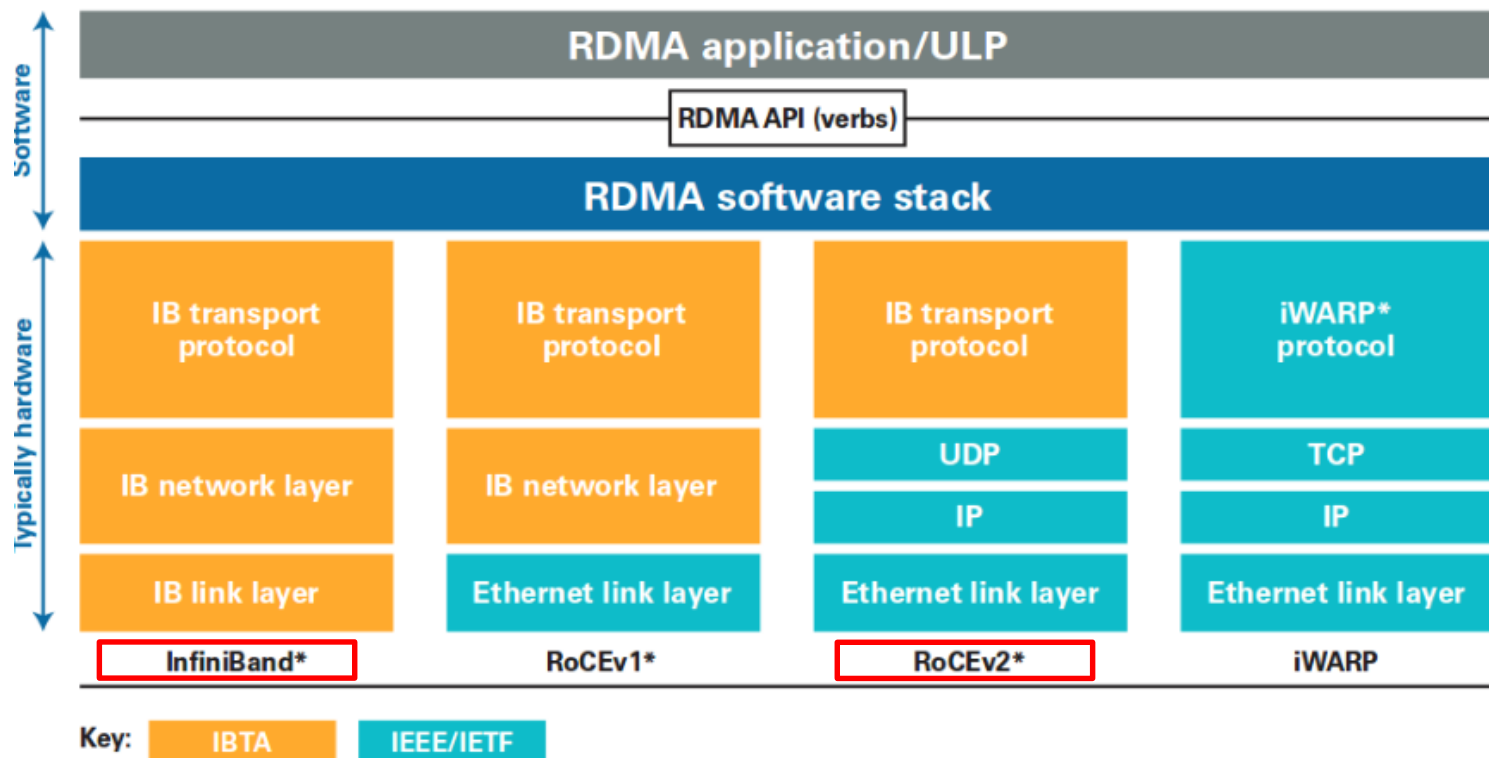 RDMA application/ULP
RDMA API (verbs)
Software
RDMA software stack
Typically hardware
IB transport
protocol
IB transport
protocol
IB transport
protocol
iWARP*
protocol
IB network layer
IB network layer
UDP
TCP
IP
IP
IB link layer
Ethernet link layer
Ethernet link layer
Ethernet link layer
InfiniBand*
RoCEv1*
RoCEv2*
iWARP
Key:
IBTA
IEEE/IETF